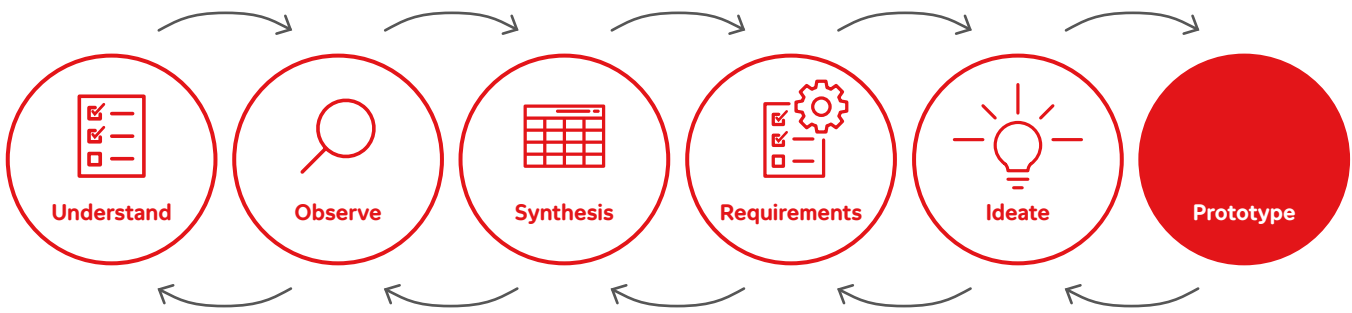 Understand
Observe
Synthesis
Requirements
Ideate
Prototype